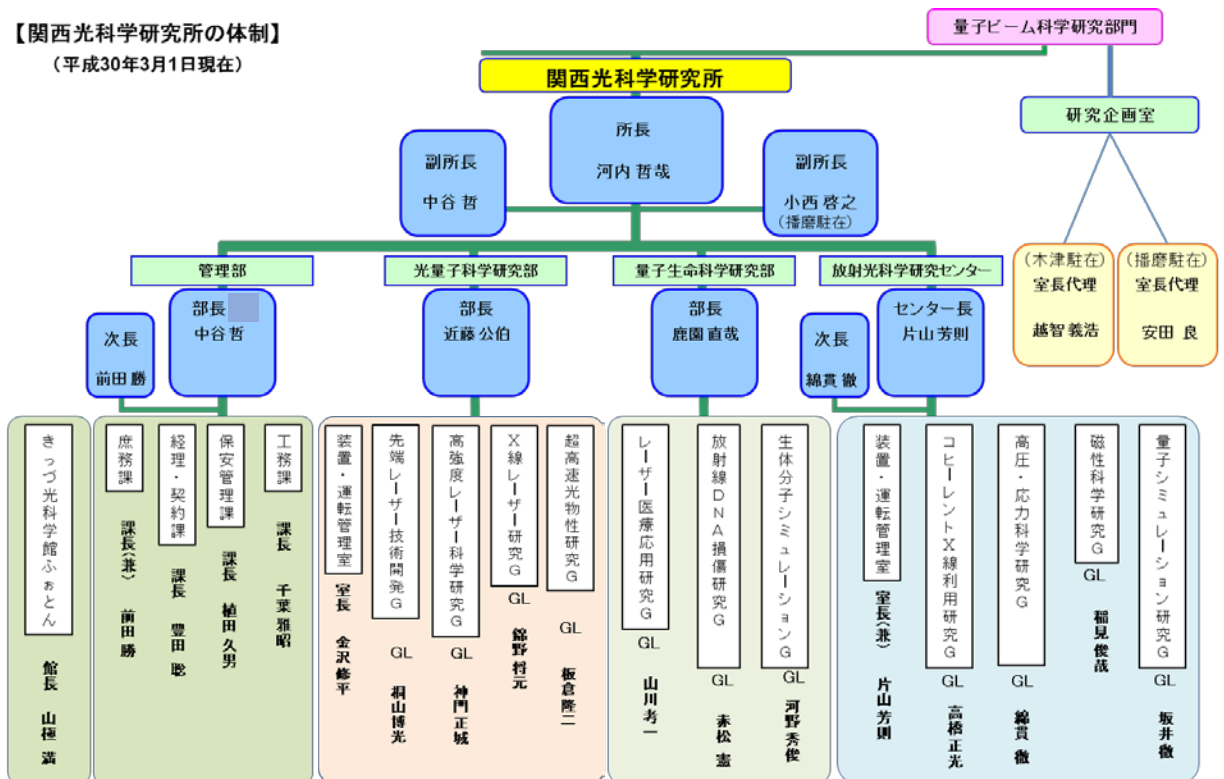 【関西光科学研究所の体制】
（平成30年3月1日現在）
量子ビーム科学研究部門
関西光科学研究所
研究企画室
所長
河内 哲哉
副所長
中谷 哲
副所長
小西 啓之
（播磨駐在）
（木津駐在）
室長代理
越智 義浩
（播磨駐在）
室長代理
安田 良
管理部
光量子科学研究部
量子生命科学研究部
放射光科学研究センター
次長
前田 勝
部長
中谷 哲
部長
近藤 公伯
部長
鹿園 直哉
次長
綿貫 徹
センター長
片山 芳則
きっづ光科学館ふぉとん
館長 山極 満
庶務課
課長(兼) 前田 勝
経理・契約課
課長 豊田 聡
保安管理課
課長 植田 久男
工務課
課長 千葉 雅昭
装置・運転管理室
室長 金沢 修平
先端レーザー技術開発G
GL 桐山 博光
高強度レーザー科学研究G
GL 神門 正城
X線レーザー研究G
GL 錦野 将元
超高速光物性研究G
GL 板倉 隆二
レーザー医療応用研究G
GL 山川 考一
放射線DNA損傷研究G
GL 赤松 憲
生体分子シミュレーションG
GL 河野 秀俊
装置・運転管理室
室長(兼) 片山 芳則
コヒーレントX線利用研究G
GL 高橋 正光
高圧・応力科学研究G
GL 綿貫 徹
磁性科学研究G
GL 稲見 俊哉
量子シミュレーション研究G
GL 坂井 徹